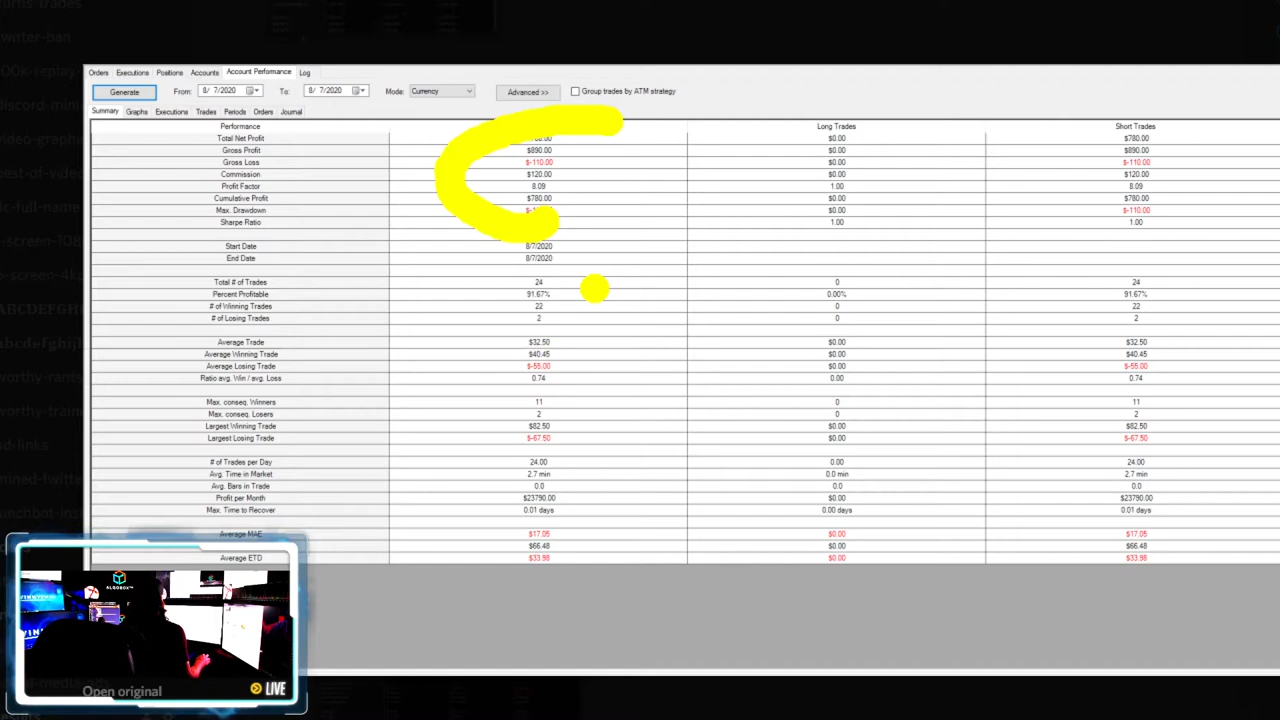 Orders Executions Positions Accounts Account Performance Log
Generate From: 8/ 7/2020 To: 8/ 7/2020 Mode: Currency Advanced >> Group trades by ATM strategy
Summary Graphs Executions Trades Periods Orders Journal
Performance Long Trades Short Trades
Total Net Profit $0.00 $780.00
Gross Profit $890.00 $0.00 $890.00
Gross Loss $-110.00 $0.00 $-110.00
Commission $120.00 $0.00 $120.00
Profit Factor 8.09 1.00 8.09
Cumulative Profit $780.00 $0.00 $780.00
Max. Drawdown $0.00 $-110.00
Sharpe Ratio 1.00 1.00
Start Date 8/7/2020
End Date 8/7/2020
Total # of Trades 24 0 24
Percent Profitable 91.67% 0.00% 91.67%
# of Winning Trades 22 0 22
# of Losing Trades 2 0 2
Average Trade $32.50 $0.00 $32.50
Average Winning Trade $40.45 $0.00 $40.45
Average Losing Trade $-55.00 $0.00 $-55.00
Ratio avg. Win / avg. Loss 0.74 0.00 0.74
Max. conseq. Winners 11 0 11
Max. conseq. Losers 2 0 2
Largest Winning Trade $82.50 $0.00 $82.50
Largest Losing Trade $-67.50 $0.00 $-67.50
# of Trades per Day 24.00 0.00 24.00
Avg. Time in Market 2.7 min 0.0 min 2.7 min
Avg. Bars in Trade 0.0 0.0 0.0
Profit per Month $23790.00 $0.00 $23790.00
Max. Time to Recover 0.01 days 0.00 days 0.01 days
Average MAE $17.05 $0.00 $17.05
$66.48 $0.00 $66.48
Average ETD $33.98 $0.00 $33.98
ALGOBOX
Open original
LIVE